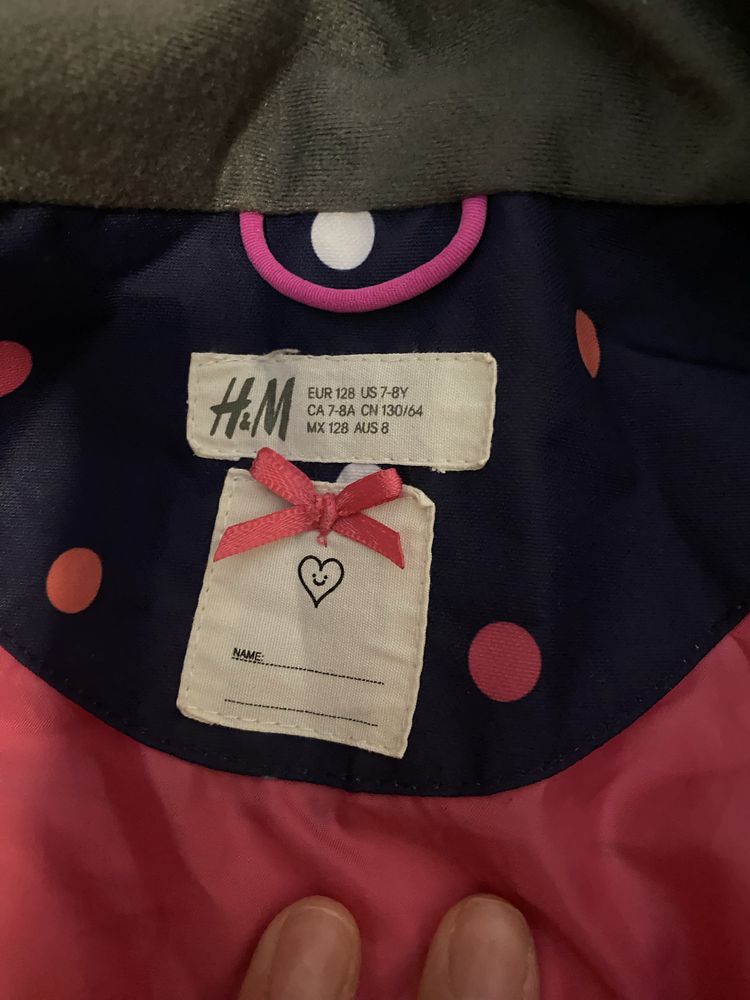 H&M
EUR 128 US 7-8Y
CA 7-8A CN 130/64
MX 128 AUS 8
NAME: